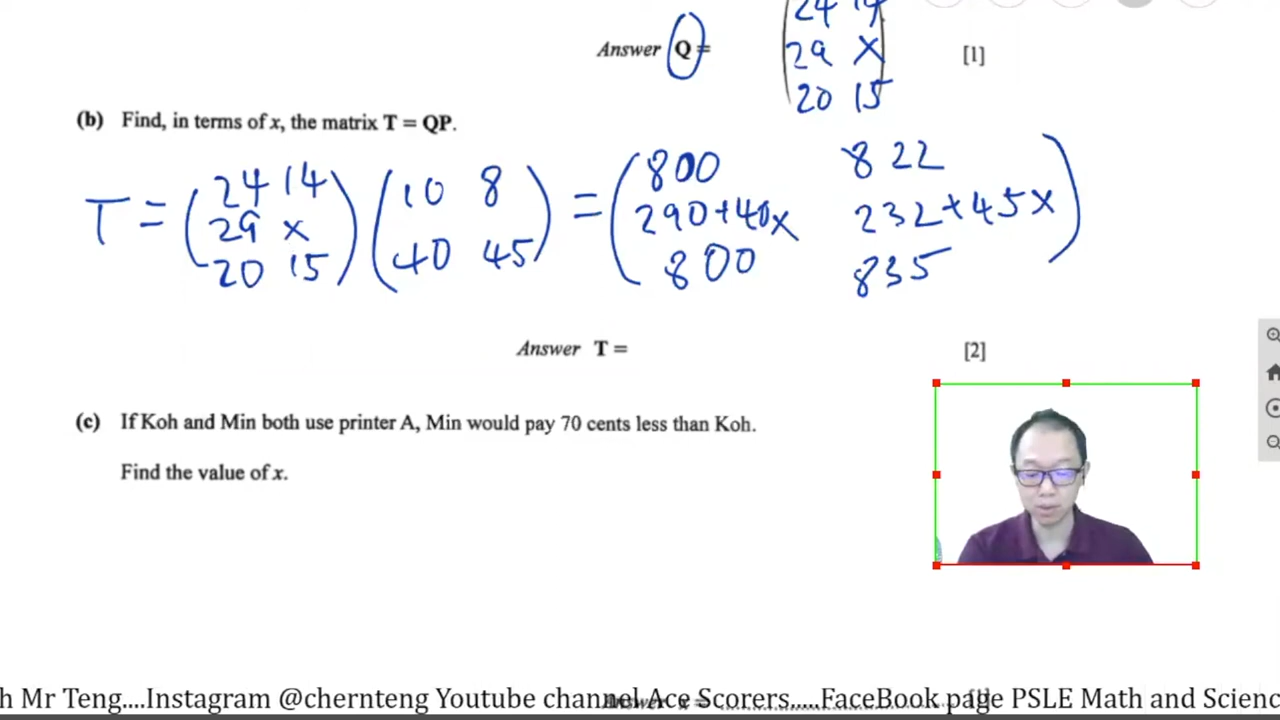 24 14
Answer Q = 29 x [1]
20 15
(b) Find, in terms of x, the matrix T = QP.
T = ( 24 14 ) ( 10 8 ) = ( 800 822 )
29 x 290+40x 232+45x
20 15 40 45 800 835
Answer T = [2]
(c) If Koh and Min both use printer A, Min would pay 70 cents less than Koh.
Find the value of x.
h Mr Teng....Instagram @chernteng Youtube channel Ace Scorers.....FaceBook page PSLE Math and Scienc